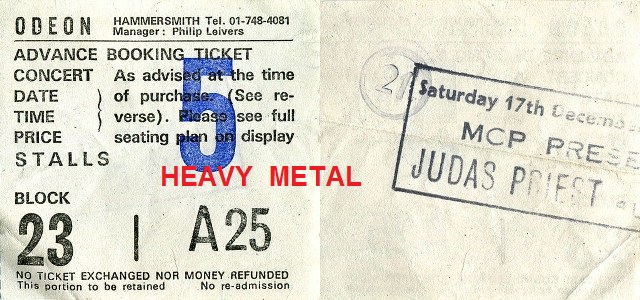 ODEON
HAMMERSMITH Tel. 01-748-4081
Manager: Philip Leivers
ADVANCE BOOKING TICKET
CONCERT As advised at the time
DATE } of purchase. (See re-
TIME } verse). Please see full
PRICE seating plan on display
STALLS
5
HEAVY METAL
BLOCK
23 | A25
NO TICKET EXCHANGED NOR MONEY REFUNDED
This portion to be retained No re-admission
21
Saturday 17th Decemb
MCP PRESE
JUDAS PRIEST